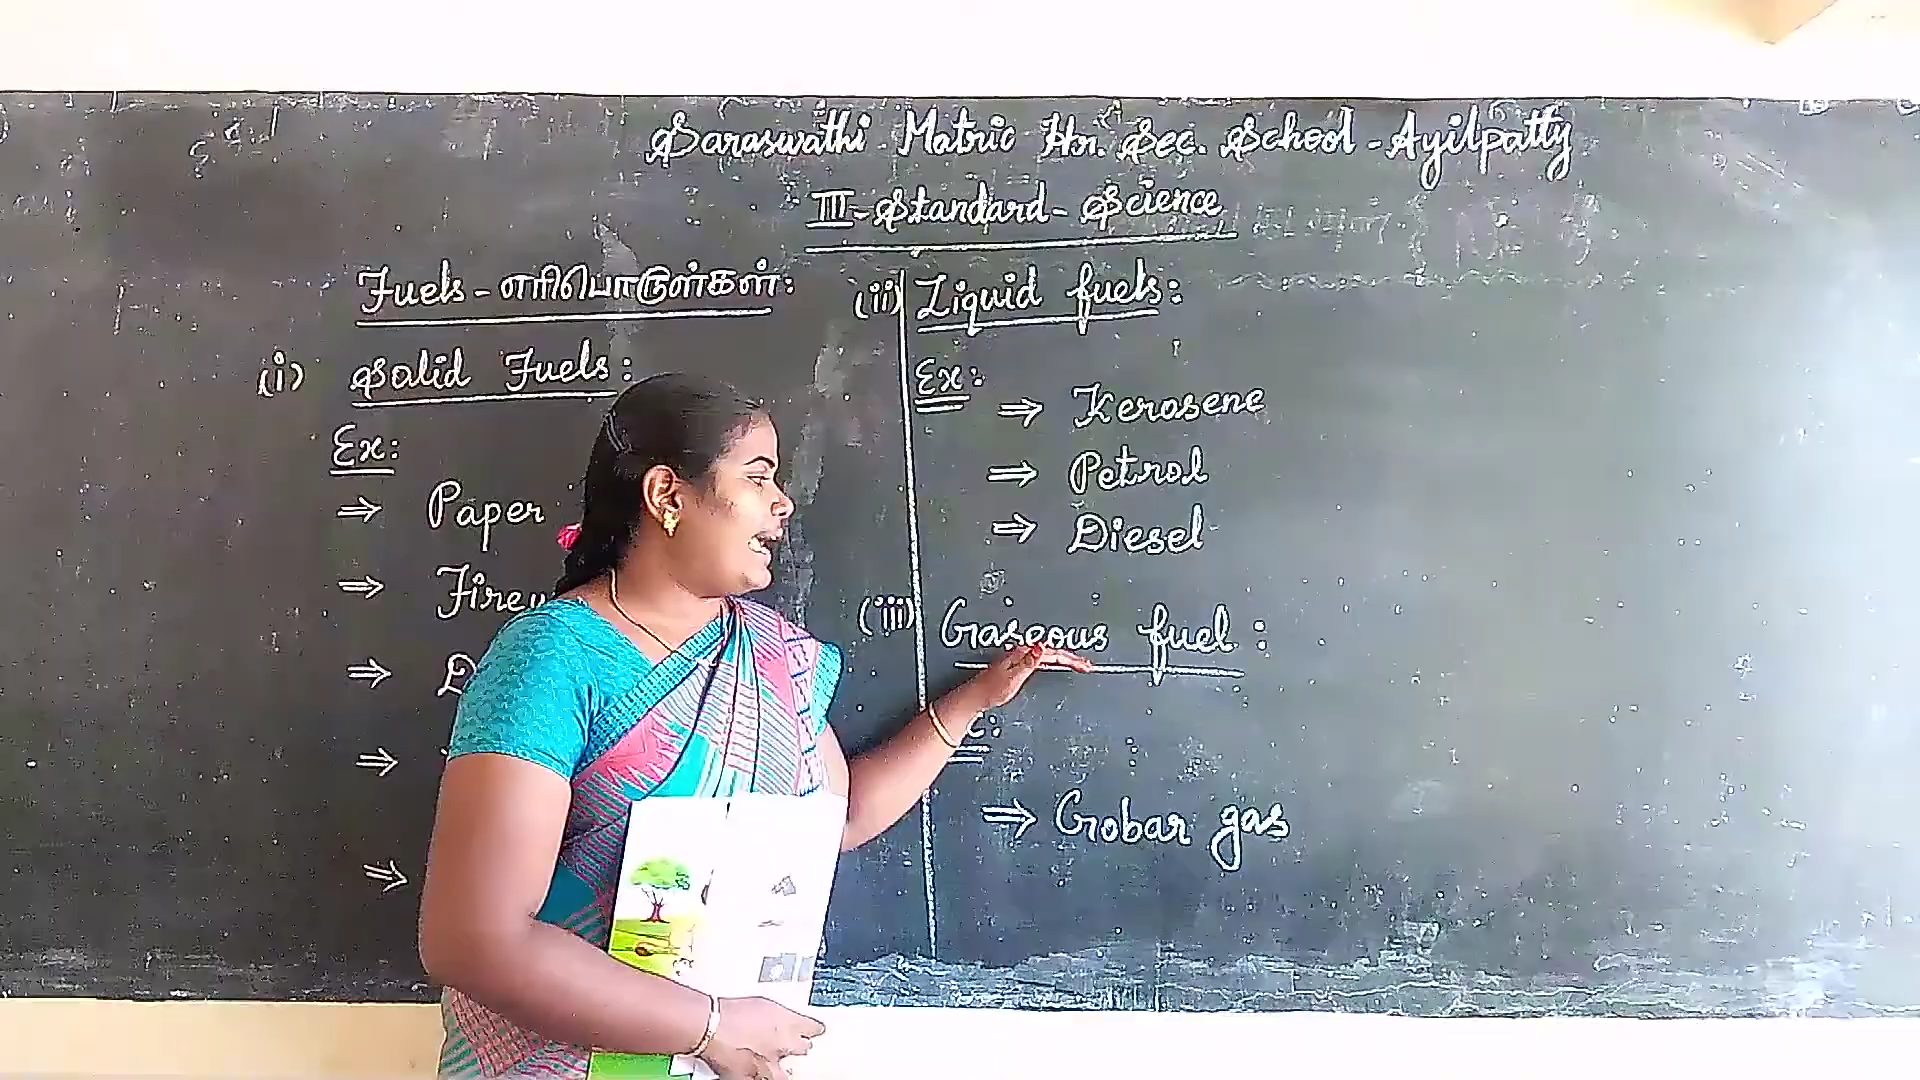 Saraswathi Matric Hr. Sec. School - Ayilpatty
III - Standard - Science
Fuels - எரிபொருள்கள்:
(i) Solid Fuels:
Ex:
⇒ Paper
⇒
⇒
⇒
⇒
(ii) Liquid fuels:
Ex:
⇒ Kerosene
⇒ Petrol
⇒ Diesel
(iii) Gaseous fuel:
⇒ Gobar gas